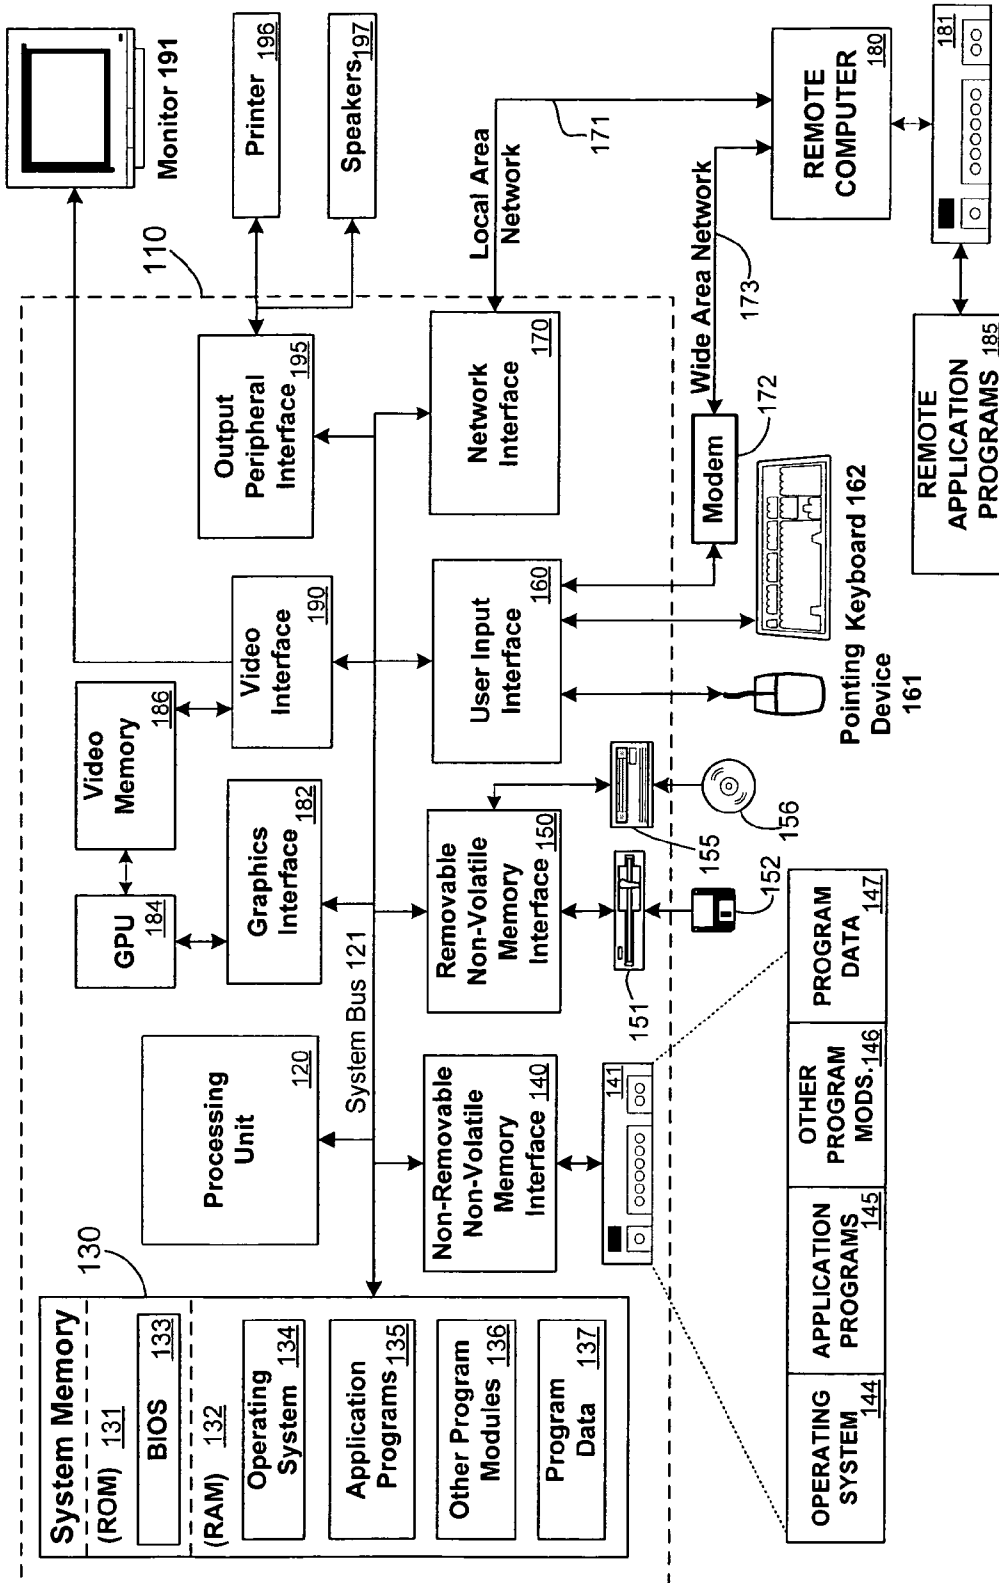 System Memory
130
(ROM) 131
BIOS 133
(RAM) 132
Operating
System 134
Application
Programs 135
Other Program
Modules 136
Program
Data 137
Processing
Unit
120
System Bus 121
GPU
184
Video
Memory
186
Graphics
Interface
182
Video
Interface
190
Output
Peripheral
Interface
195
110
Monitor 191
Printer
196
Speakers
197
Non-Removable
Non-Volatile
Memory
Interface
140
Removable
Non-Volatile
Memory
Interface
150
User Input
Interface
160
Network
Interface
170
Local Area
Network
171
141
151
152
155
156
Pointing
Device
161
Keyboard 162
Modem
172
Wide Area Network
173
REMOTE
COMPUTER
180
181
REMOTE
APPLICATION
PROGRAMS 185
OPERATING
SYSTEM
144
APPLICATION
PROGRAMS
145
OTHER
PROGRAM
MODS. 146
PROGRAM
DATA
147